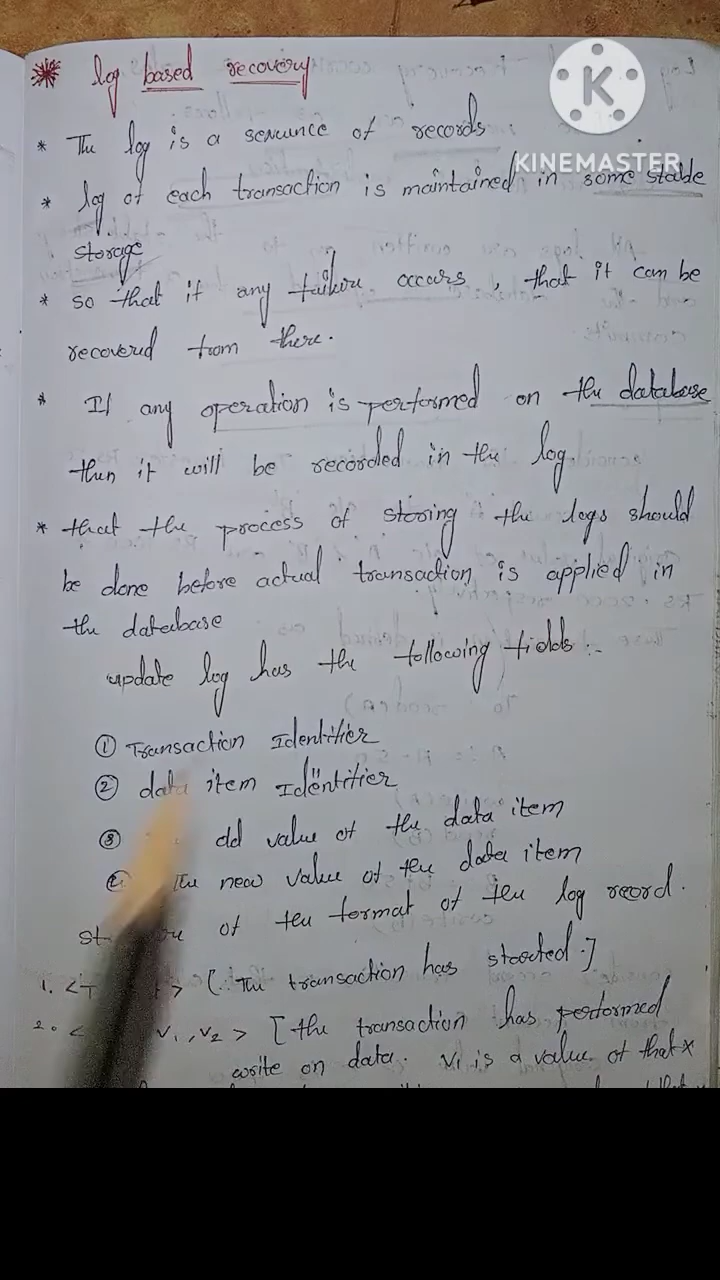 * log based recovery
KINEMASTER
* The log is a sequnce of records.
* log of each transaction is maintained in some stable
storage
* so that if any failure occurs, that it can be
recovered from there.
* If any operation is performed on the database
then it will be recorded in the log.
* that the process of storing the logs should
be done before actual transaction is applied in
the database
update log has the following fields :-
① Transaction Identifier
② data item Identifier
③ old value of the data item
④ The new value of the data item
of the format of the log record.
1. <T > [∵ The transaction has started.]
2. < V1, V2 > [ the transaction has performed
write on data. V1 is a value of that x